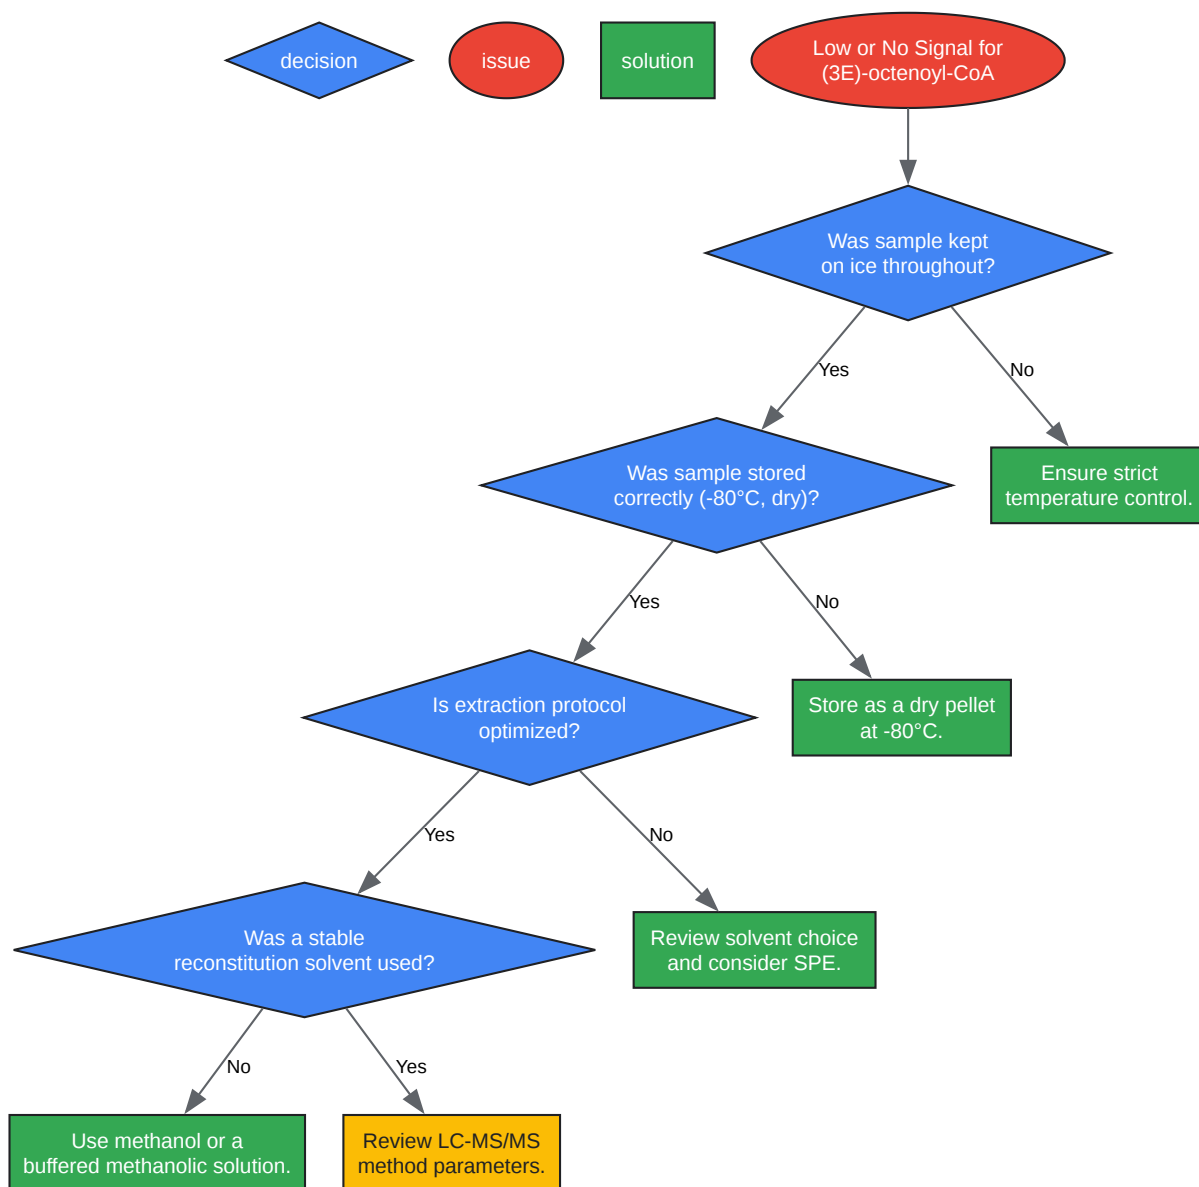 decision
issue
solution
Low or No Signal for
(3E)-octenoyl-CoA
Was sample kept
on ice throughout?
Yes
No
Was sample stored
correctly (-80°C, dry)?
Ensure strict
temperature control.
Yes
No
Is extraction protocol
optimized?
Store as a dry pellet
at -80°C.
Yes
No
Was a stable
reconstitution solvent used?
Review solvent choice
and consider SPE.
No
Yes
Use methanol or a
buffered methanolic solution.
Review LC-MS/MS
method parameters.